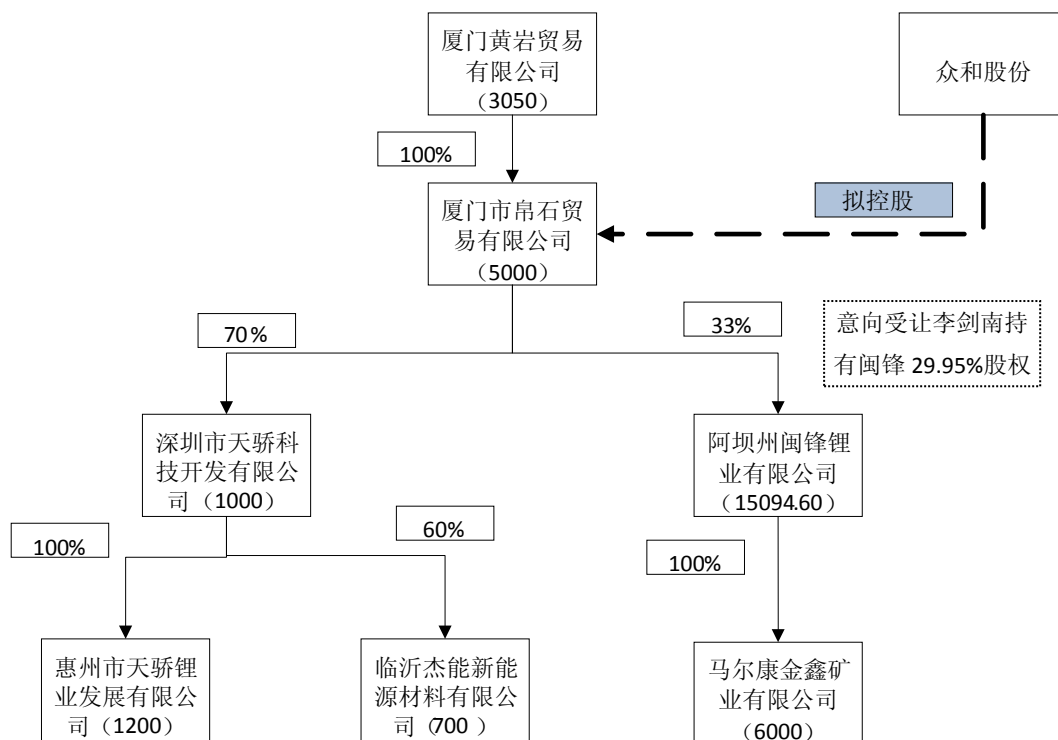 厦门黄岩贸易
有限公司
（3050）
众和股份
100%
拟控股
厦门市帛石贸
易有限公司
（5000）
70%
33%
意向受让李剑南持
有闽锋 29.95%股权
深圳市天骄科
技开发有限公
司（1000）
阿坝州闽锋锂
业有限公司
（15094.60）
100%
60%
100%
惠州市天骄锂
业发展有限公
司（1200）
临沂杰能新能
源材料有限公
司（700 ）
马尔康金鑫矿
业有限公司
（6000）